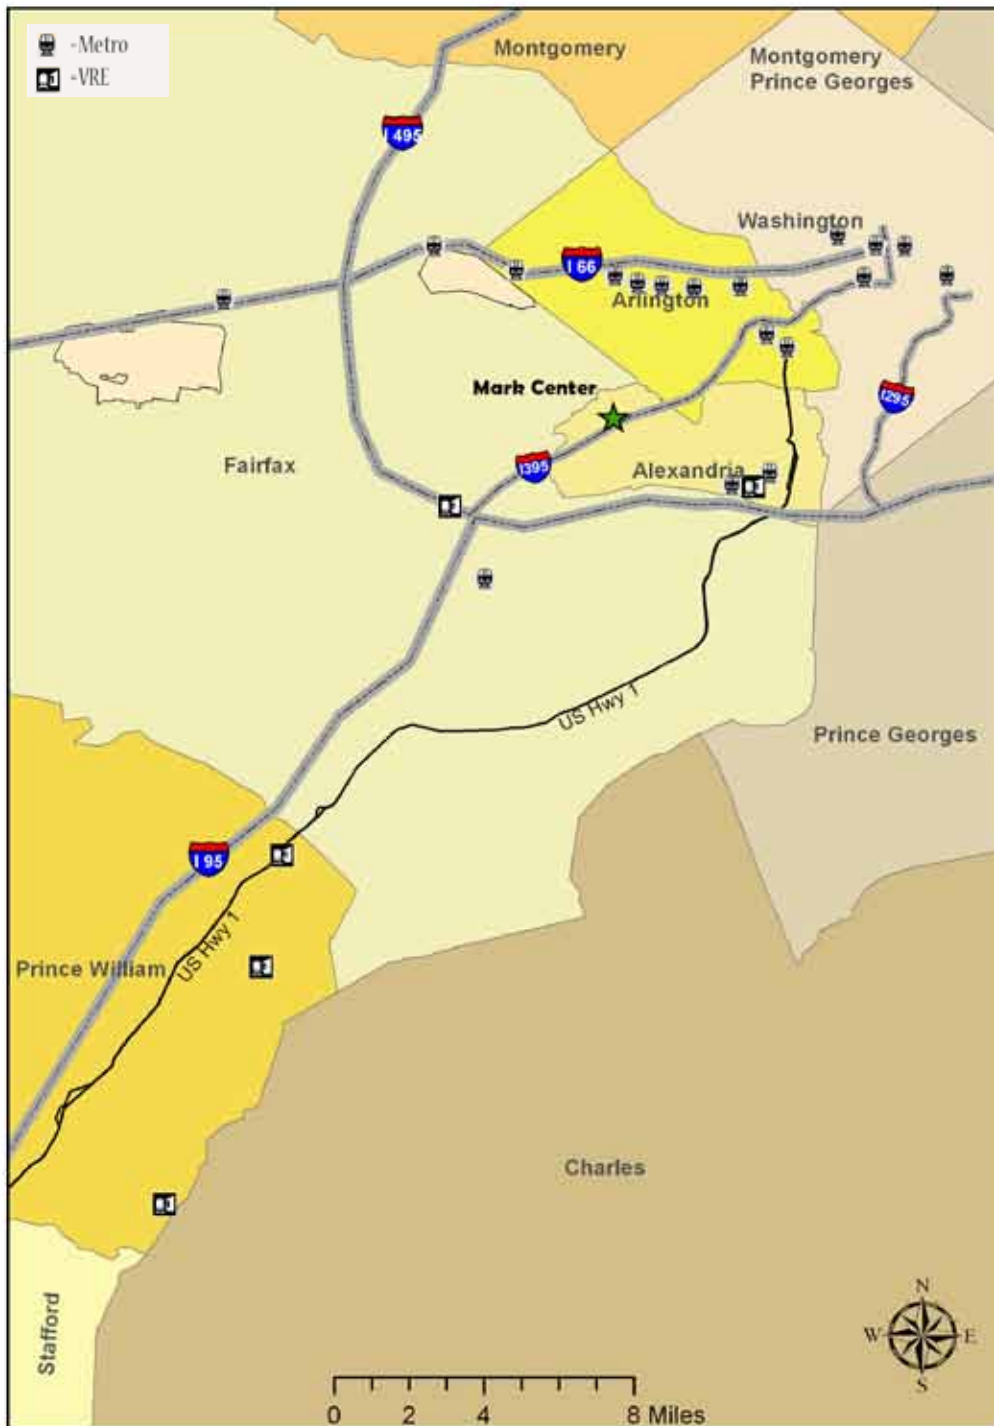 -Metro
-VRE
Montgomery
Montgomery
Prince Georges
I 495
Washington
I 66
Arlington
Mark Center
I295
Fairfax
I395
Alexandria
US Hwy 1
Prince Georges
I 95
US Hwy 1
Prince William
Charles
Stafford
N
W E
S
0 2 4 8 Miles